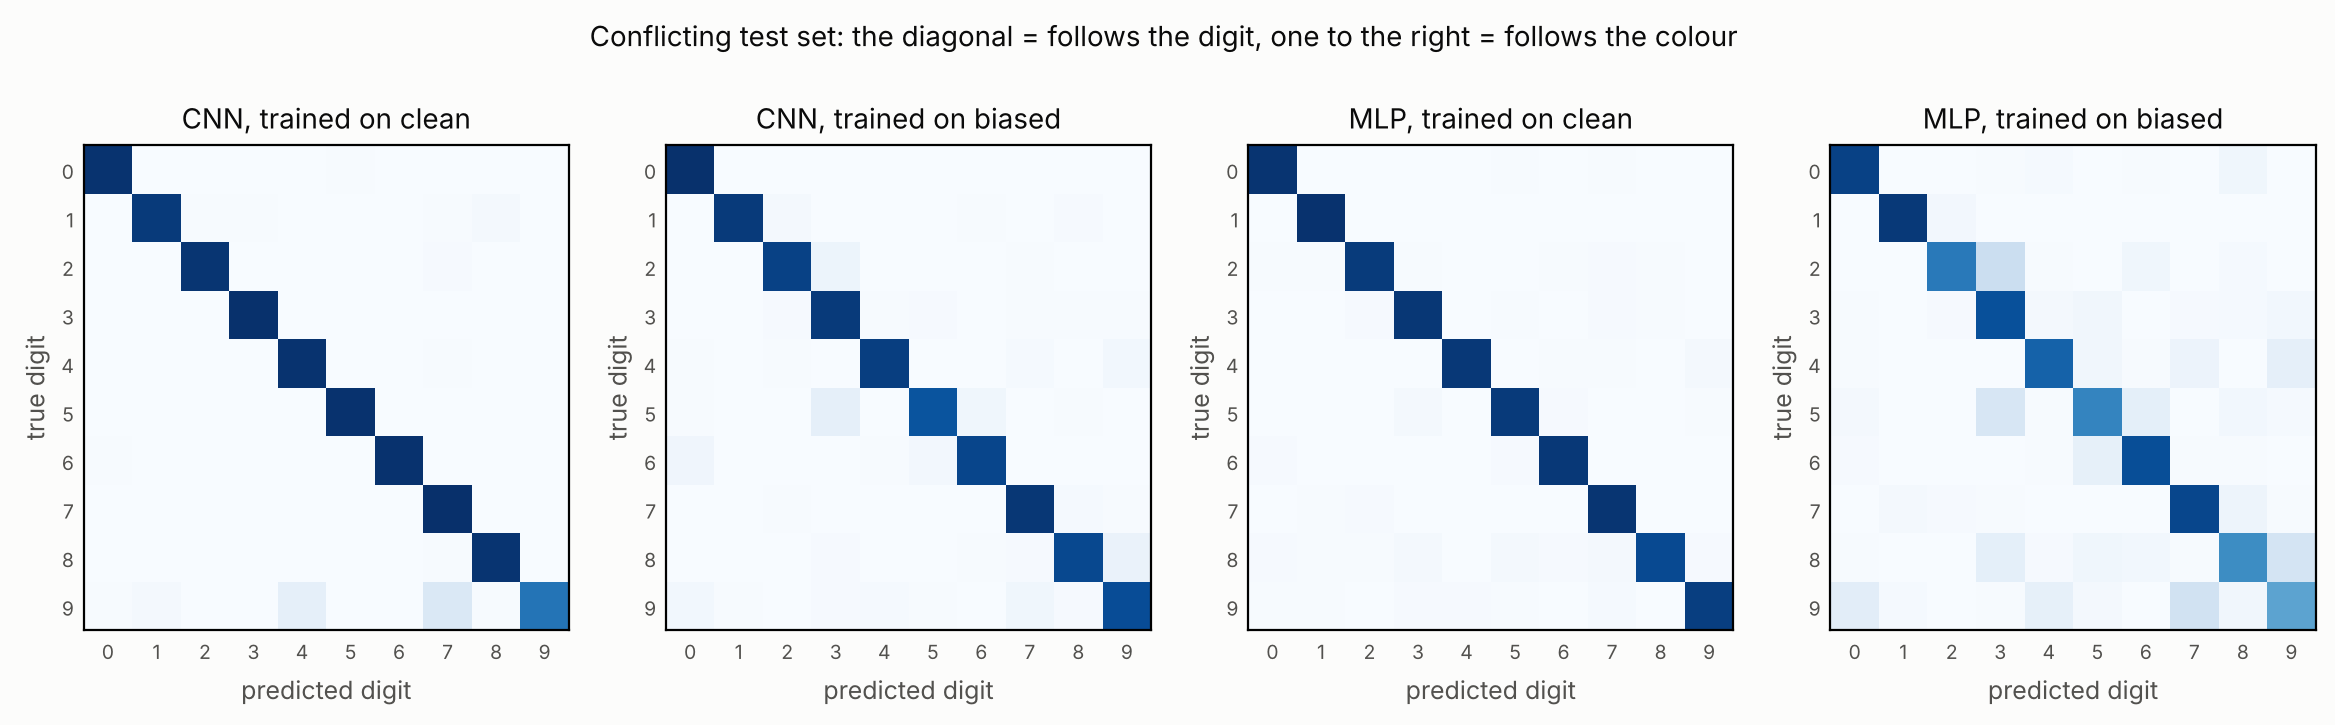 Conflicting test set: the diagonal = follows the digit, one to the right = follows the colour
CNN, trained on clean
true digit
0
1
2
3
4
5
6
7
8
9
0 1 2 3 4 5 6 7 8 9
predicted digit
CNN, trained on biased
true digit
0
1
2
3
4
5
6
7
8
9
0 1 2 3 4 5 6 7 8 9
predicted digit
MLP, trained on clean
true digit
0
1
2
3
4
5
6
7
8
9
0 1 2 3 4 5 6 7 8 9
predicted digit
MLP, trained on biased
true digit
0
1
2
3
4
5
6
7
8
9
0 1 2 3 4 5 6 7 8 9
predicted digit